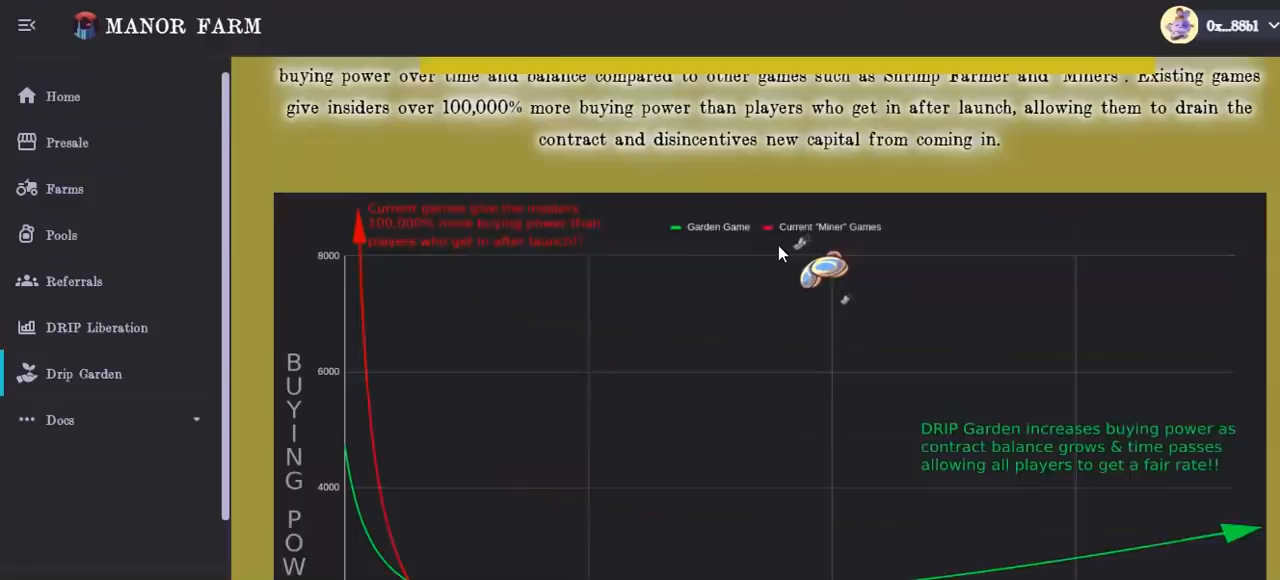 MANOR FARM
0x...88b1
Home
Presale
Farms
Pools
Referrals
DRIP Liberation
Drip Garden
Docs
buying power over time and balance compared to other games such as Shrimp Farmer and "Miners". Existing games
give insiders over 100,000% more buying power than players who get in after launch, allowing them to drain the
contract and disincentives new capital from coming in.
Current games give the insiders
100,000% more buying power than
players who get in after launch!!
Garden Game
Current "Miner" Games
8000
6000
4000
BUYING POW
DRIP Garden increases buying power as
contract balance grows & time passes
allowing all players to get a fair rate!!